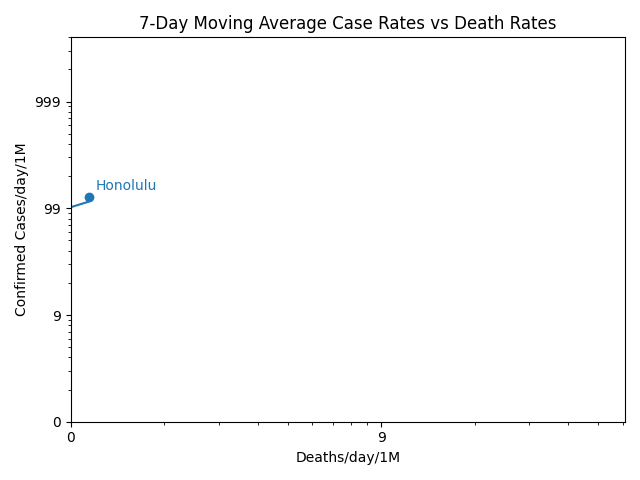 7-Day Moving Average Case Rates vs Death Rates
Confirmed Cases/day/1M
999
99
9
0
Honolulu
0
9
Deaths/day/1M